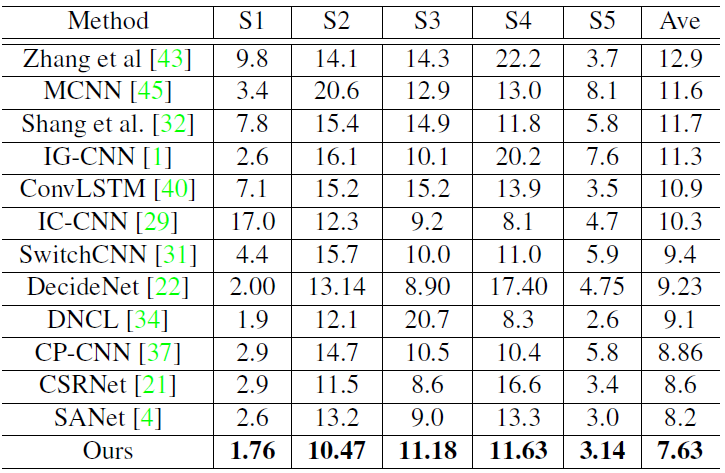 Method S1 S2 S3 S4 S5 Ave
Zhang et al [43] 9.8 14.1 14.3 22.2 3.7 12.9
MCNN [45] 3.4 20.6 12.9 13.0 8.1 11.6
Shang et al. [32] 7.8 15.4 14.9 11.8 5.8 11.7
IG-CNN [1] 2.6 16.1 10.1 20.2 7.6 11.3
ConvLSTM [40] 7.1 15.2 15.2 13.9 3.5 10.9
IC-CNN [29] 17.0 12.3 9.2 8.1 4.7 10.3
SwitchCNN [31] 4.4 15.7 10.0 11.0 5.9 9.4
DecideNet [22] 2.00 13.14 8.90 17.40 4.75 9.23
DNCL [34] 1.9 12.1 20.7 8.3 2.6 9.1
CP-CNN [37] 2.9 14.7 10.5 10.4 5.8 8.86
CSRNet [21] 2.9 11.5 8.6 16.6 3.4 8.6
SANet [4] 2.6 13.2 9.0 13.3 3.0 8.2
Ours 1.76 10.47 11.18 11.63 3.14 7.63